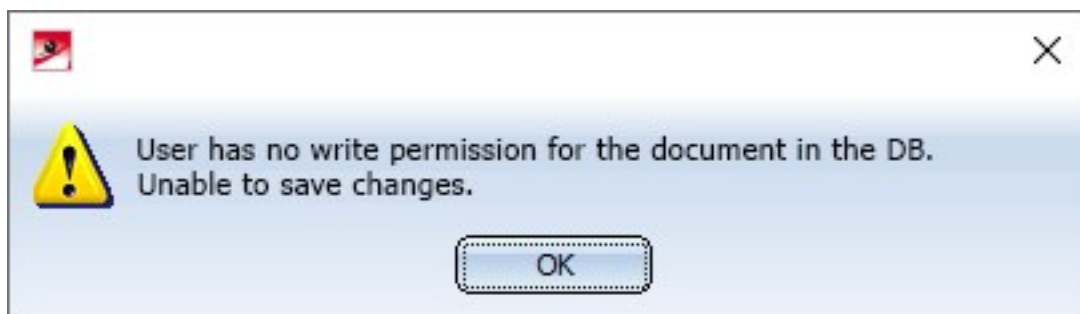 User has no write permission for the document in the DB.
Unable to save changes.
OK